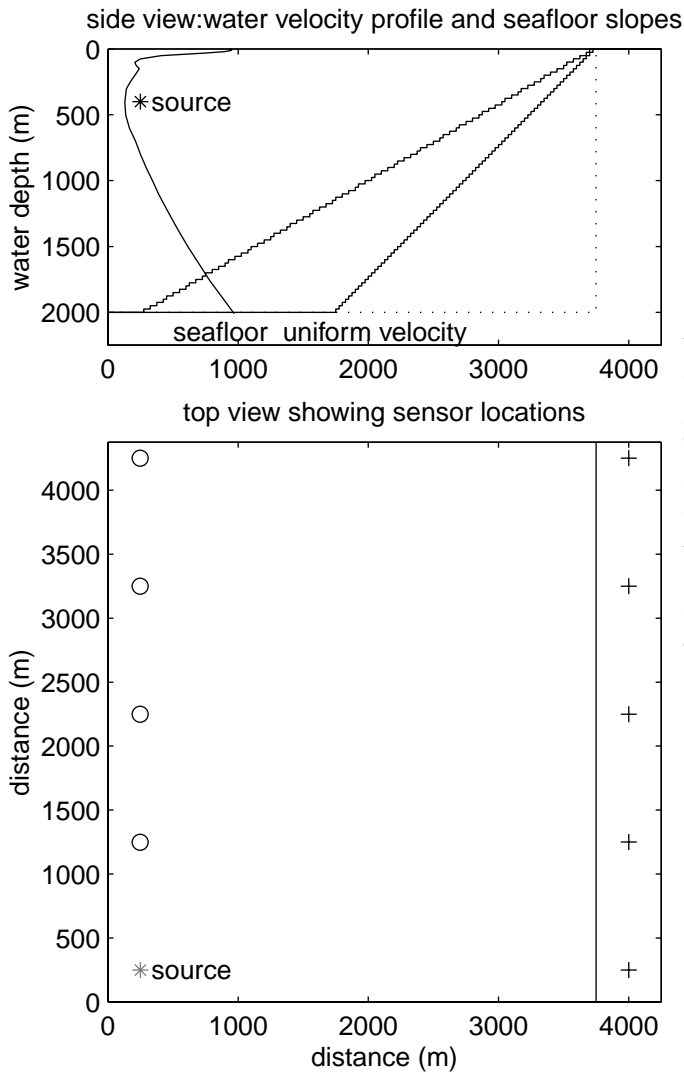 side view:water velocity profile and seafloor slopes
0
500
1000
1500
2000
water depth (m)
source
seafloor uniform velocity
0 1000 2000 3000 4000
top view showing sensor locations
4000
3500
3000
2500
2000
1500
1000
500
0
distance (m)
source
0 1000 2000 3000 4000
distance (m)